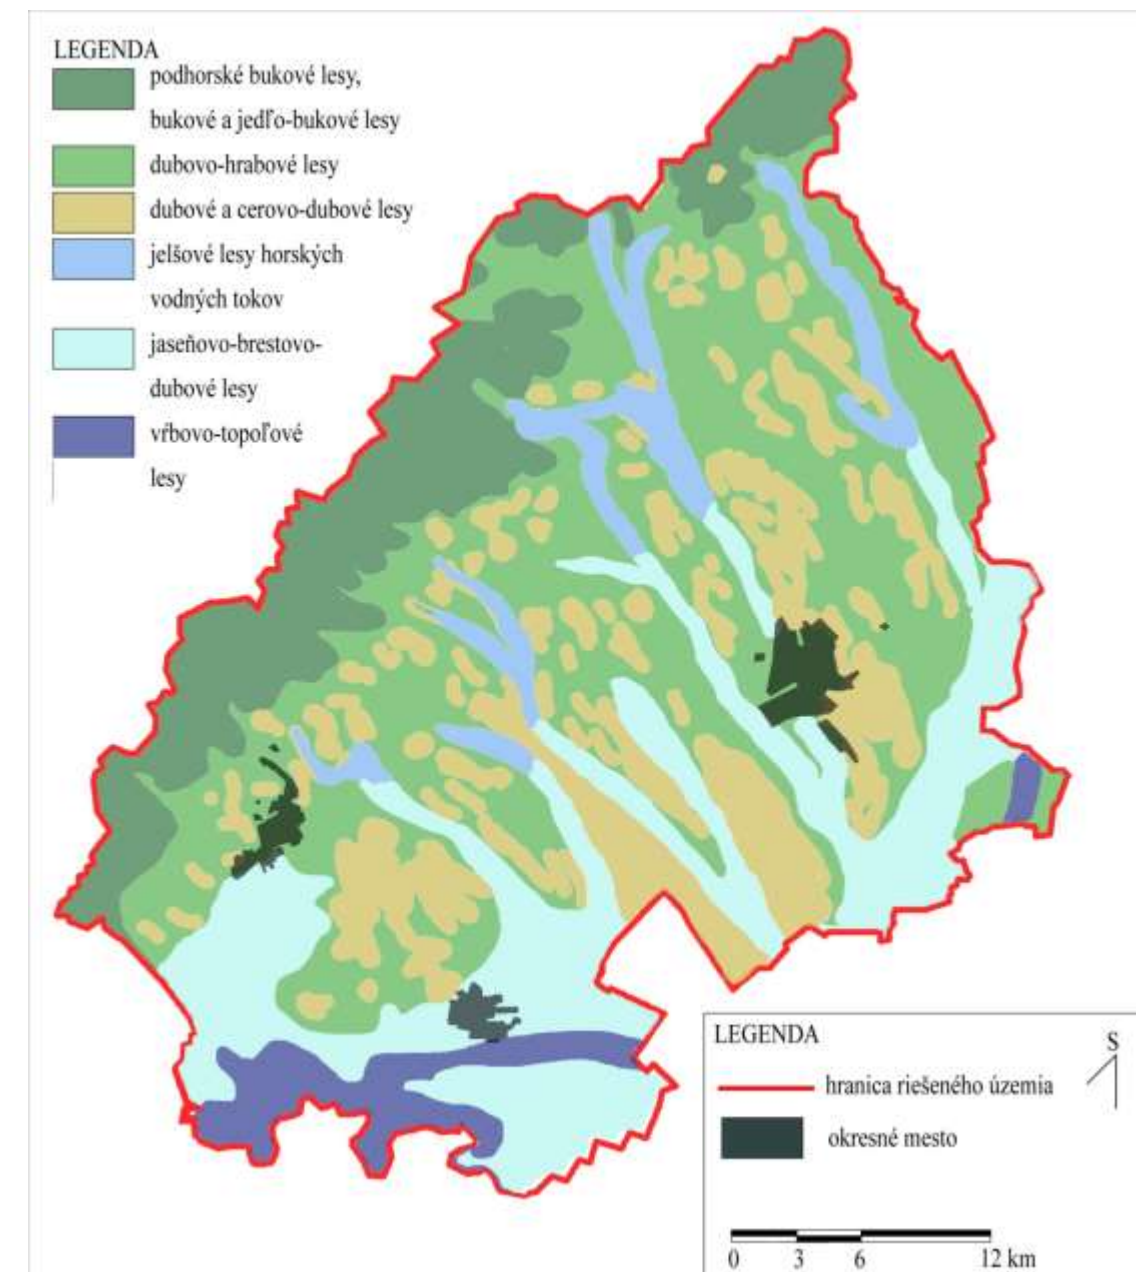 LEGENDA
podhorské bukové lesy,
bukové a jedľo-bukové lesy
dubovo-hrabové lesy
dubové a cerovo-dubové lesy
jelšové lesy horských
vodných tokov
jaseňovo-brestovo-
dubové lesy
vŕbovo-topoľové
lesy
LEGENDA
S
hranica riešeného územia
okresné mesto
0 3 6 12 km